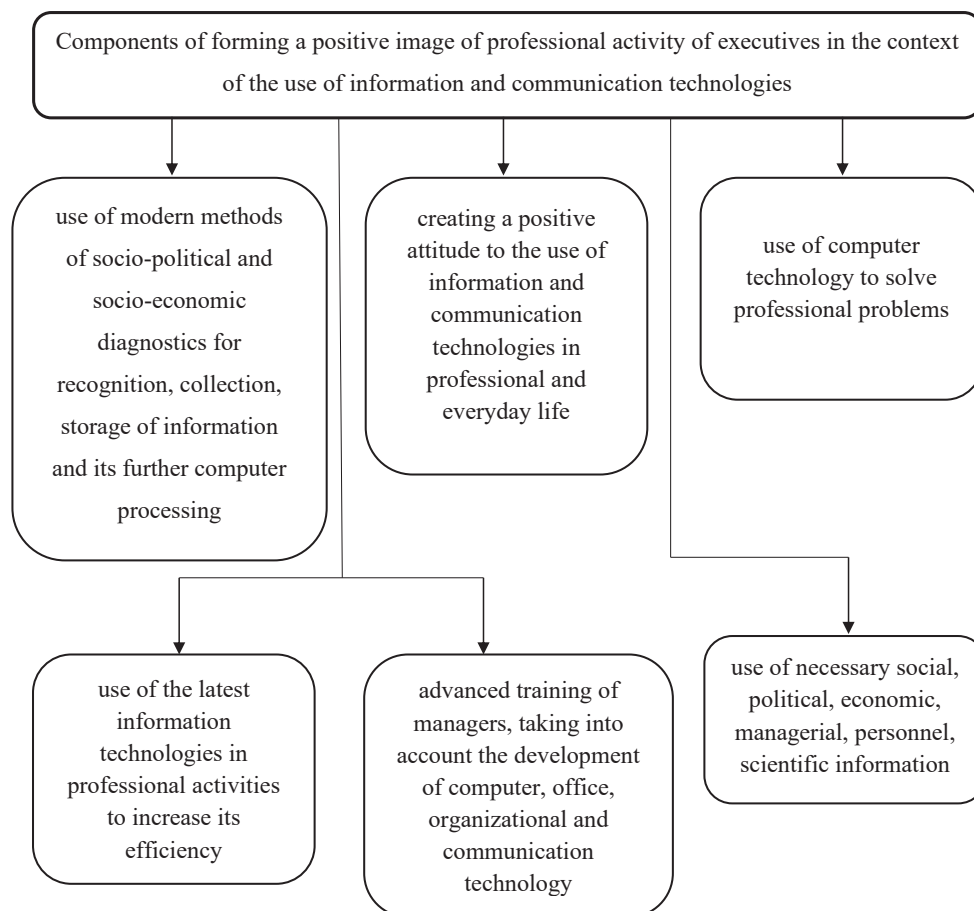 Components of forming a positive image of professional activity of executives in the context
of the use of information and communication technologies
use of modern methods
of socio-political and
socio-economic
diagnostics for
recognition, collection,
storage of information
and its further computer
processing
creating a positive
attitude to the use of
information and
communication
technologies in
professional and
everyday life
use of computer
technology to solve
professional problems
use of the latest
information
technologies in
professional activities
to increase its
efficiency
advanced training of
managers, taking into
account the development
of computer, office,
organizational and
communication
technology
use of necessary social,
political, economic,
managerial, personnel,
scientific information